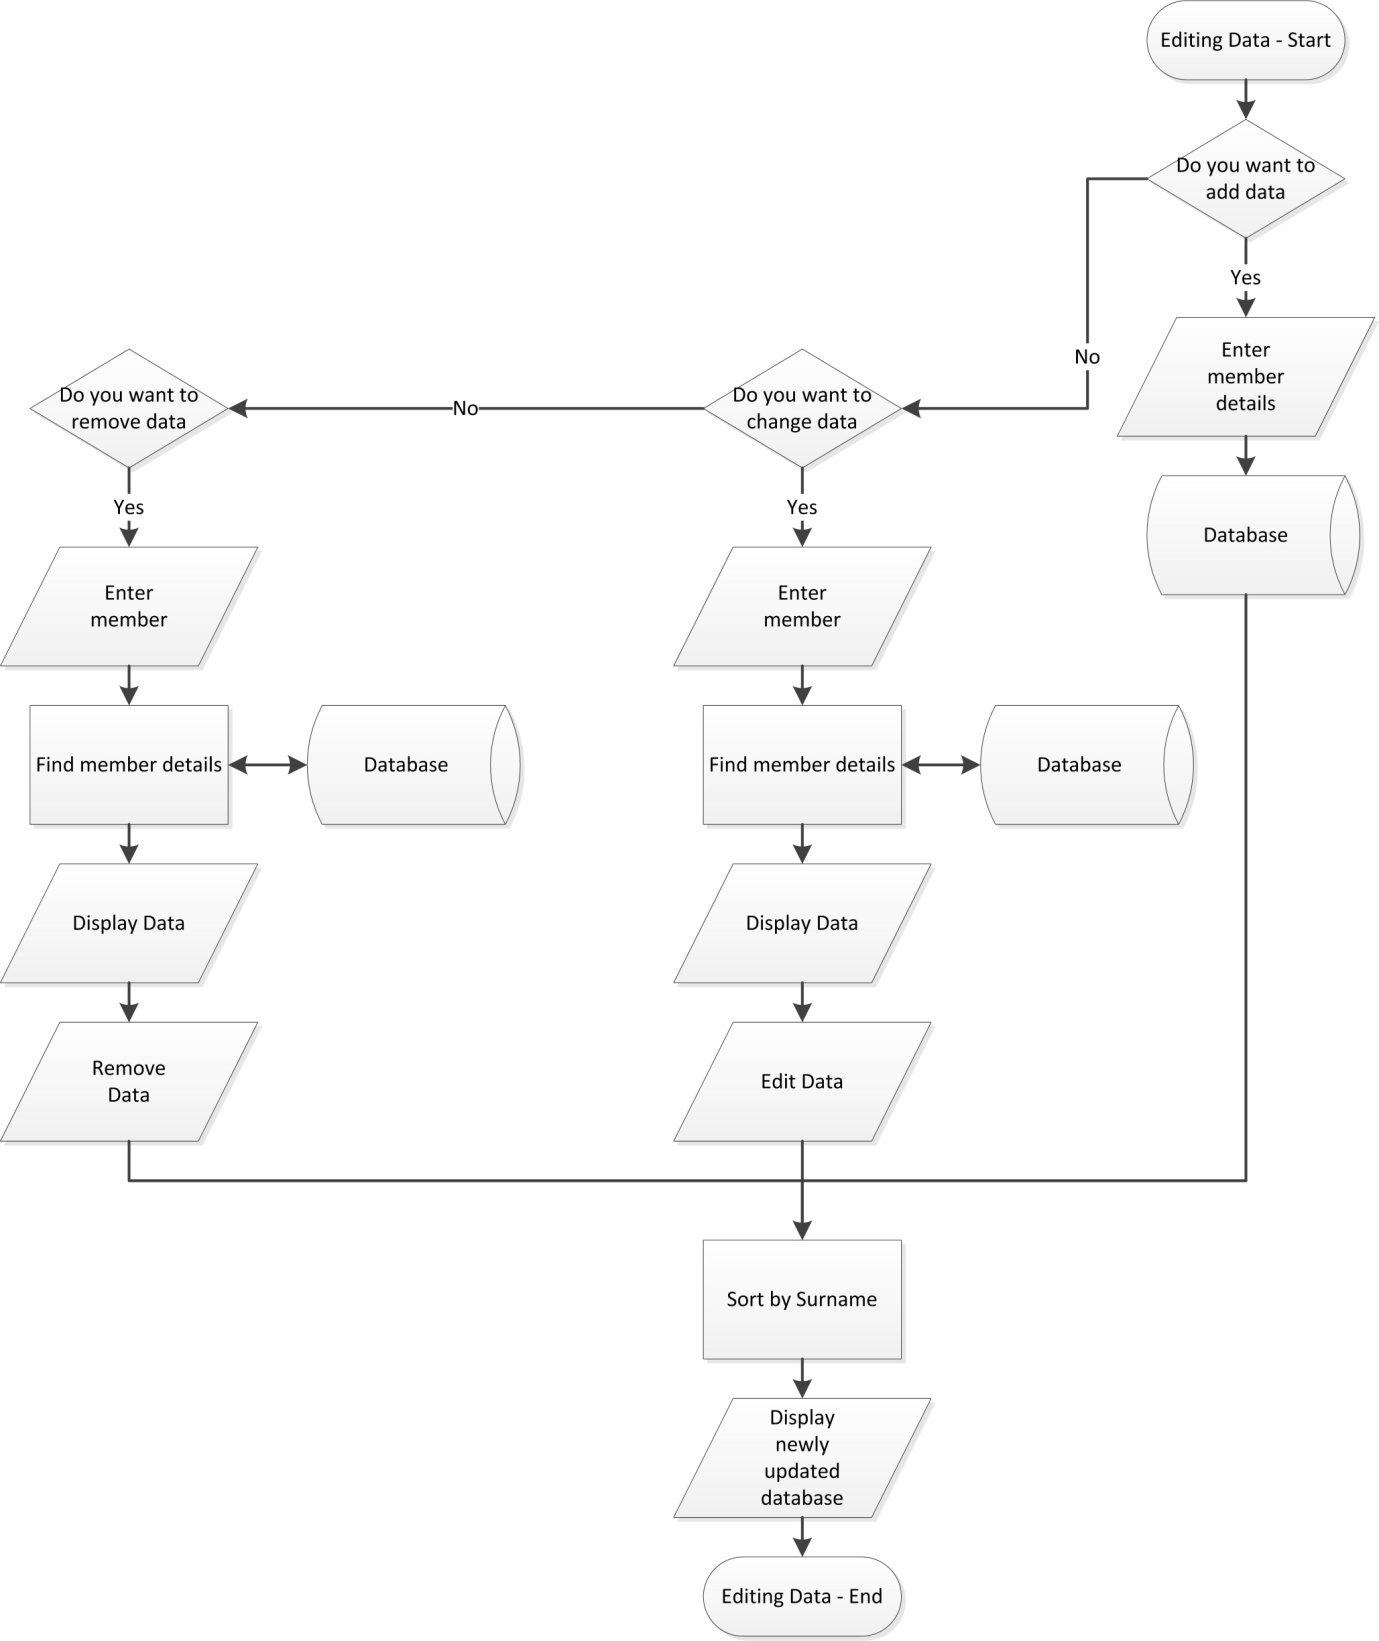 Editing Data - Start
Do you want to
add data
Yes
Enter
member
details
No
Do you want to
remove data
No
Do you want to
change data
Yes
Yes
Database
Enter
member
Enter
member
Find member details
Database
Find member details
Database
Display Data
Display Data
Remove
Data
Edit Data
Sort by Surname
Display
newly
updated
database
Editing Data - End